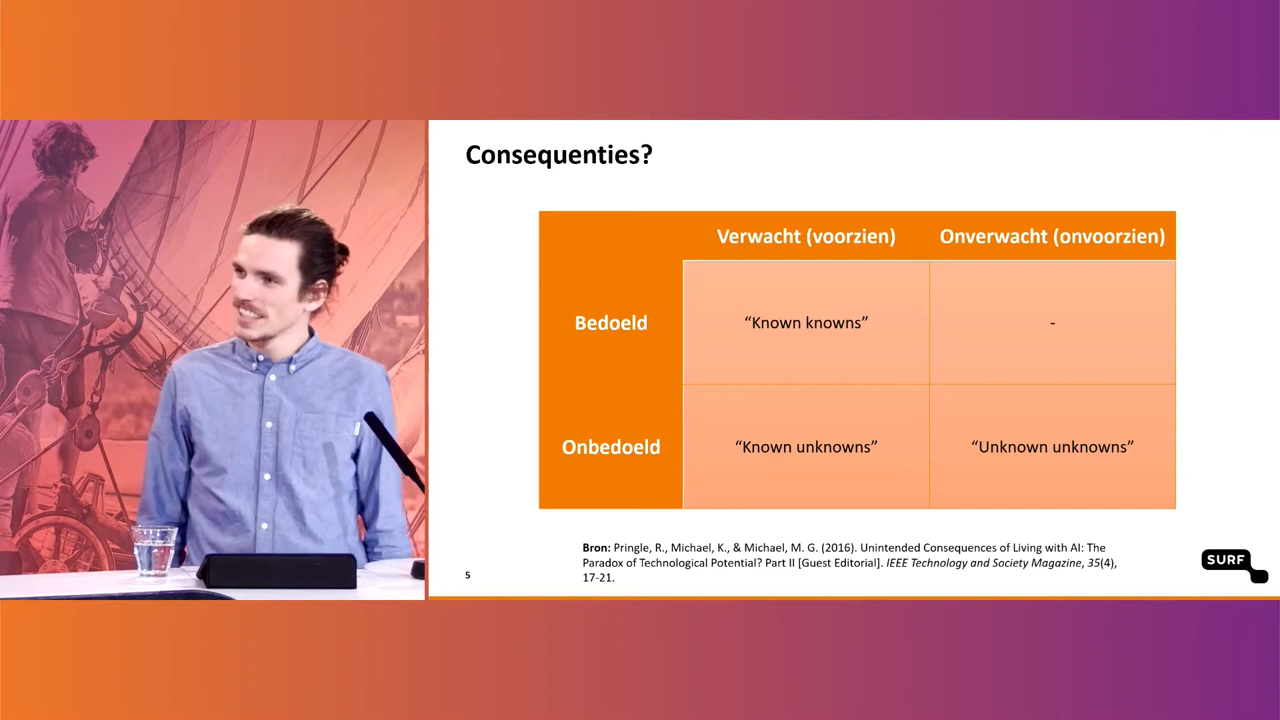 Consequenties?
Verwacht (voorzien)
Onverwacht (onvoorzien)
Bedoeld
“Known knowns”
-
Onbedoeld
“Known unknowns”
“Unknown unknowns”
Bron: Pringle, R., Michael, K., & Michael, M. G. (2016). Unintended Consequences of Living with AI: The
Paradox of Technological Potential? Part II [Guest Editorial]. IEEE Technology and Society Magazine, 35(4),
17-21.
5
SURF